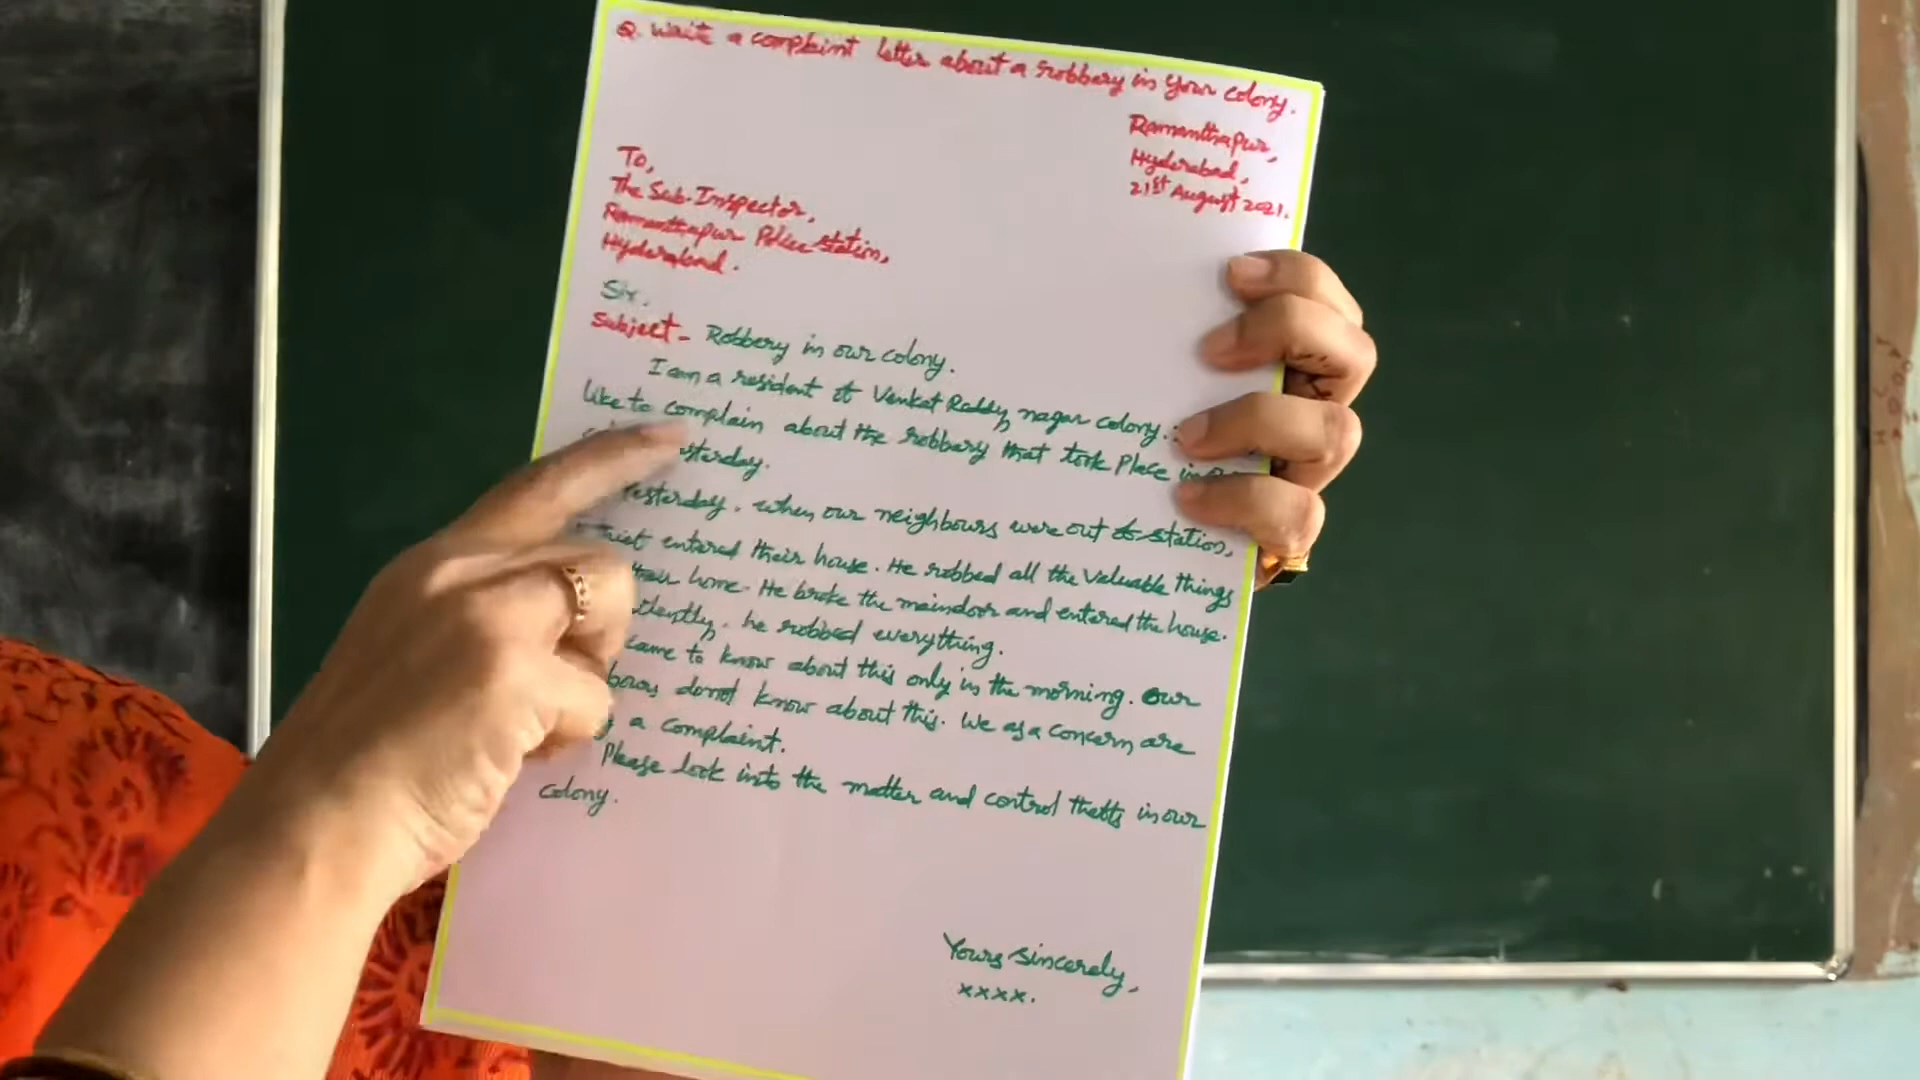 Q. Write a complaint letter about a robbery in your colony.
Ramanthapur,
Hyderabad,
21st August 2021.
To,
The Sub-Inspector,
Ramanthapur Police station,
Hyderabad.
Sir,
Subject- Robbery in our colony.
I am a resident of Venkat Reddy nagar colony.
like to complain about the robbery that took place in
yesterday.
Yesterday, when our neighbours were out of station,
entered their house. He robbed all the valuable things
their home. He broke the maindoor and entered the house.
he robbed everything.
came to know about this only in the morning. Our
donot know about this. We as a concern are
a complaint.
Please look into the matter and control thefts in our
colony.
Yours sincerely,
xxxx.